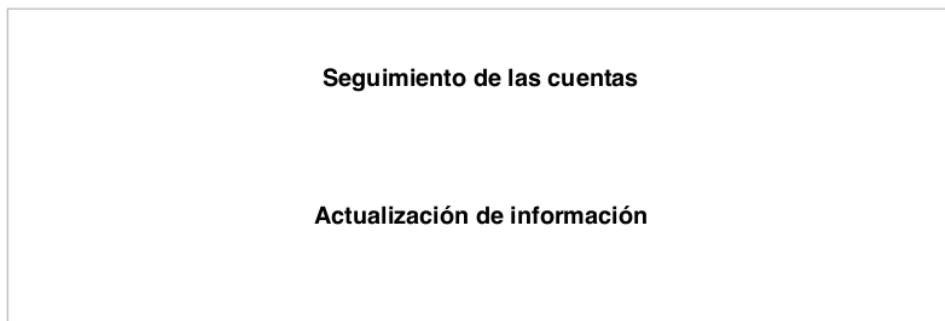 Seguimiento de las cuentas
Actualización de información